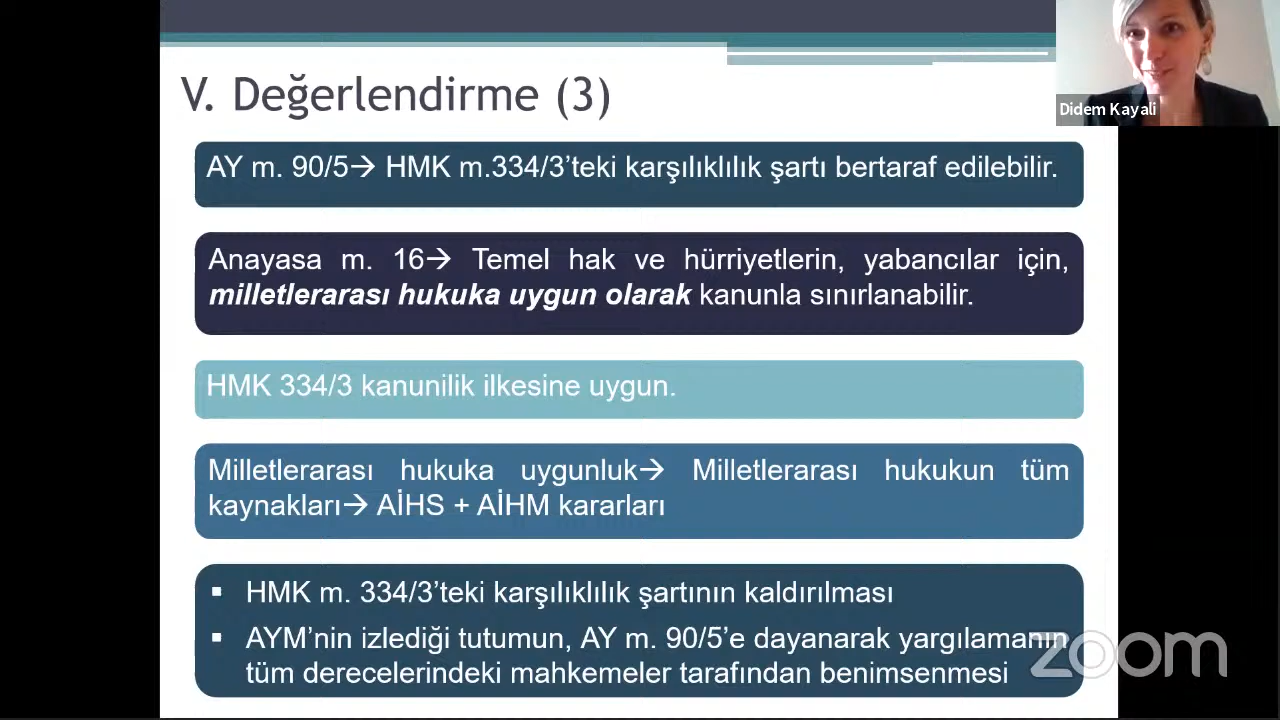 V. Değerlendirme (3)
Didem Kayali
AY m. 90/5→ HMK m.334/3’teki karşılıklılık şartı bertaraf edilebilir.
Anayasa m. 16→ Temel hak ve hürriyetlerin, yabancılar için,
milletlerarası hukuka uygun olarak kanunla sınırlanabilir.
HMK 334/3 kanunilik ilkesine uygun.
Milletlerarası hukuka uygunluk→ Milletlerarası hukukun tüm
kaynakları→ AİHS + AİHM kararları
▪ HMK m. 334/3’teki karşılıklılık şartının kaldırılması
▪ AYM’nin izlediği tutumun, AY m. 90/5’e dayanarak yargılamanın
tüm derecelerindeki mahkemeler tarafından benimsenmesi
zoom